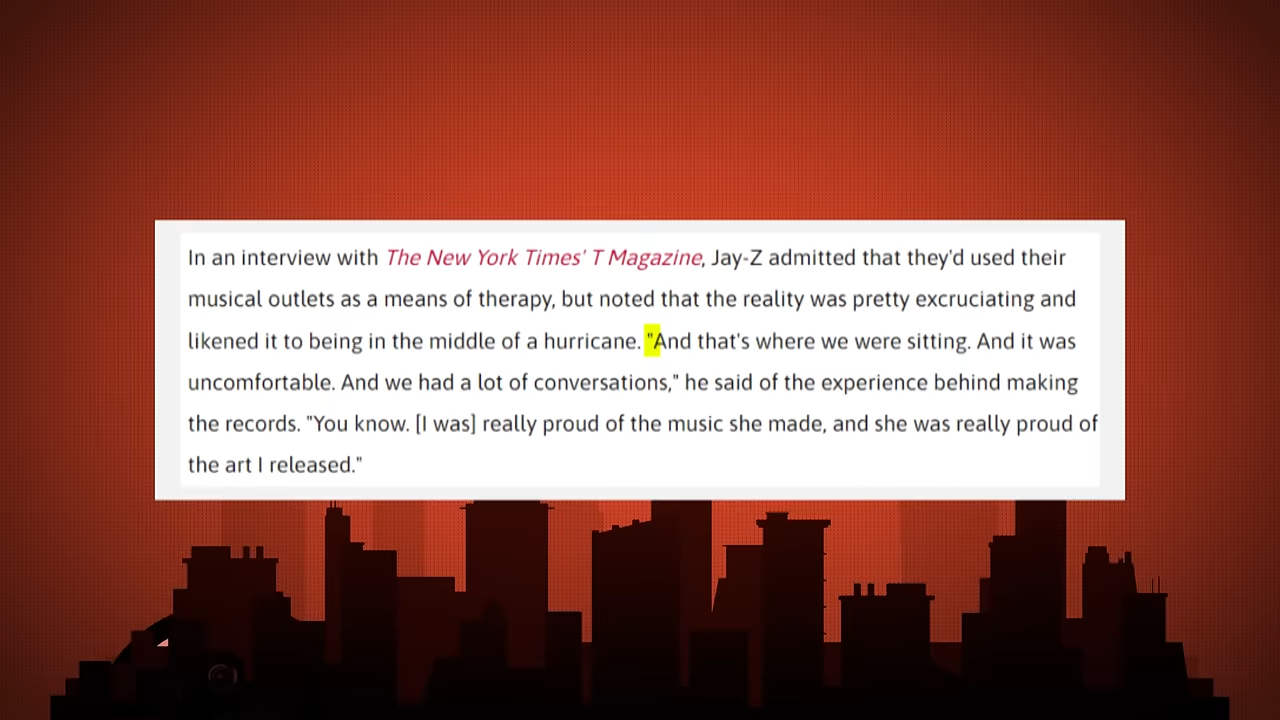 In an interview with The New York Times' T Magazine, Jay-Z admitted that they'd used their
musical outlets as a means of therapy, but noted that the reality was pretty excruciating and
likened it to being in the middle of a hurricane. "And that's where we were sitting. And it was
uncomfortable. And we had a lot of conversations," he said of the experience behind making
the records. "You know. [I was] really proud of the music she made, and she was really proud of
the art I released."